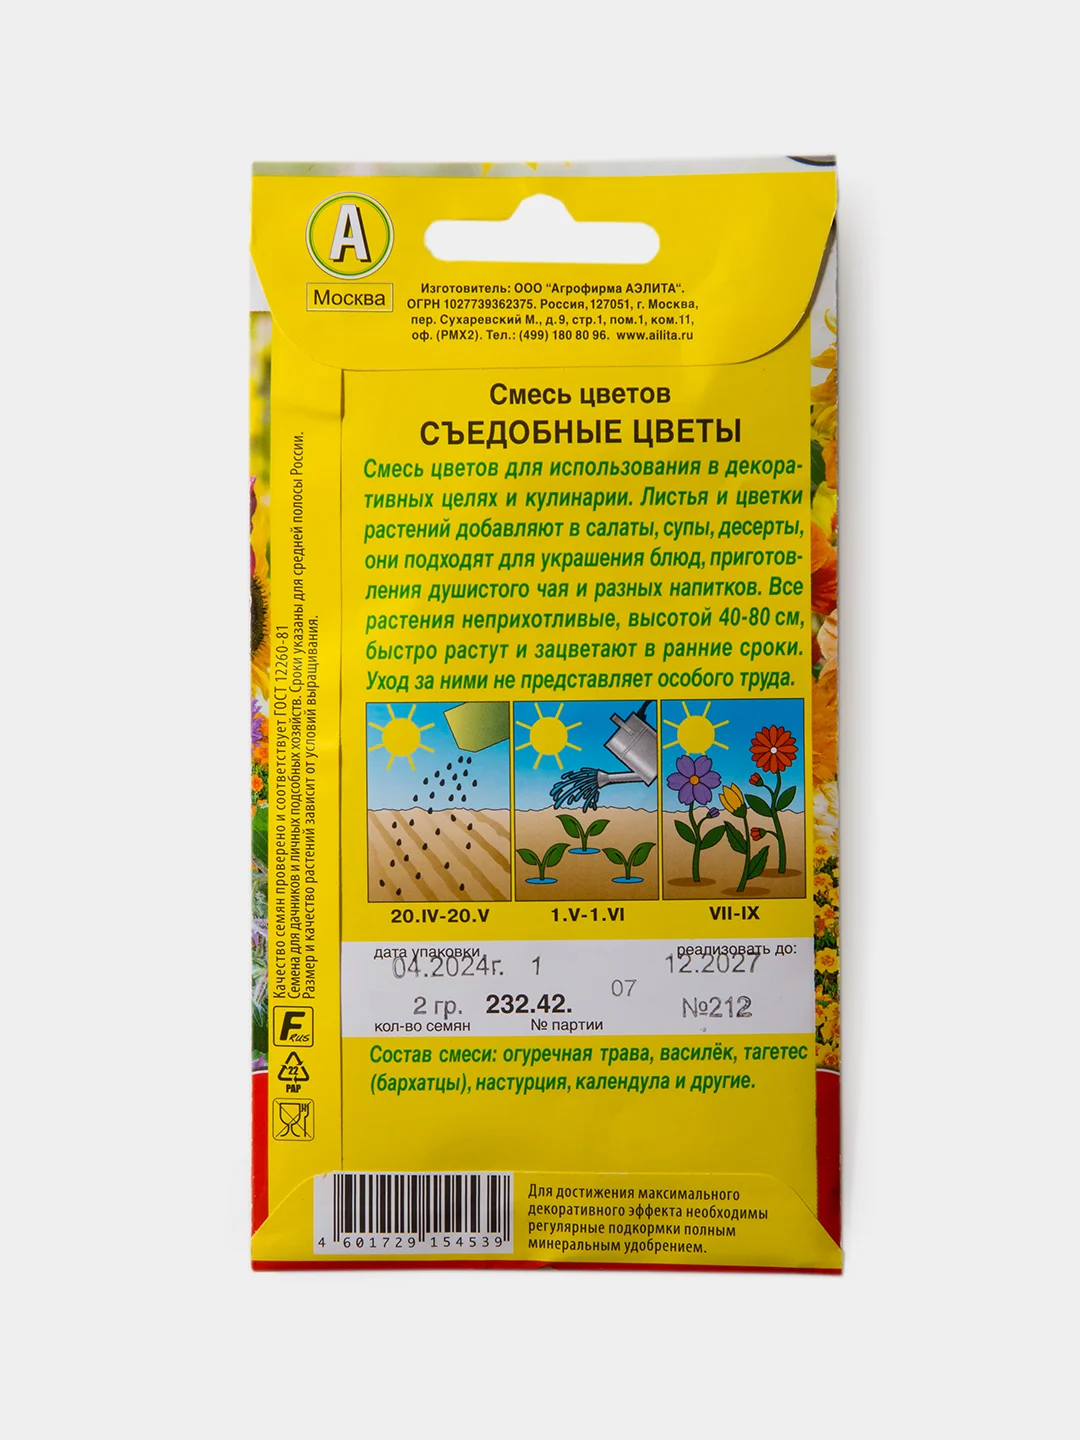 А
Москва
Изготовитель: ООО "Агрофирма АЭЛИТА".
ОГРН 1027739362375. Россия, 127051, г. Москва,
пер. Сухаревский М., д.9, стр.1, пом.1, ком.11,
оф. (РМХ2). Тел.: (499) 180 80 96. www.ailita.ru
Смесь цветов
СЪЕДОБНЫЕ ЦВЕТЫ
Смесь цветов для использования в декора-
тивных целях и кулинарии. Листья и цветки
растений добавляют в салаты, супы, десерты,
они подходят для украшения блюд, приготов-
ления душистого чая и разных напитков. Все
растения неприхотливые, высотой 40-80 см,
быстро растут и зацветают в ранние сроки.
Уход за ними не представляет особого труда.
20.IV-20.V
1.V-1.VI
VII-IX
дата упаковки
реализовать до:
04.2024г. 1
12.2027
07
2 гр. 232.42.
№212
кол-во семян
№ партии
Состав смеси: огуречная трава, василёк, тагетес
(бархатцы), настурция, календула и другие.
Качество семян проверено и соответствует ГОСТ 12260-81
Семена для дачников и личных подсобных хозяйств. Сроки указаны для средней полосы России.
Размер и качество растений зависит от условий выращивания.
F RUS
22
PAP
4 601729 154539
Для достижения максимального
декоративного эффекта необходимы
регулярные подкормки полным
минеральным удобрением.